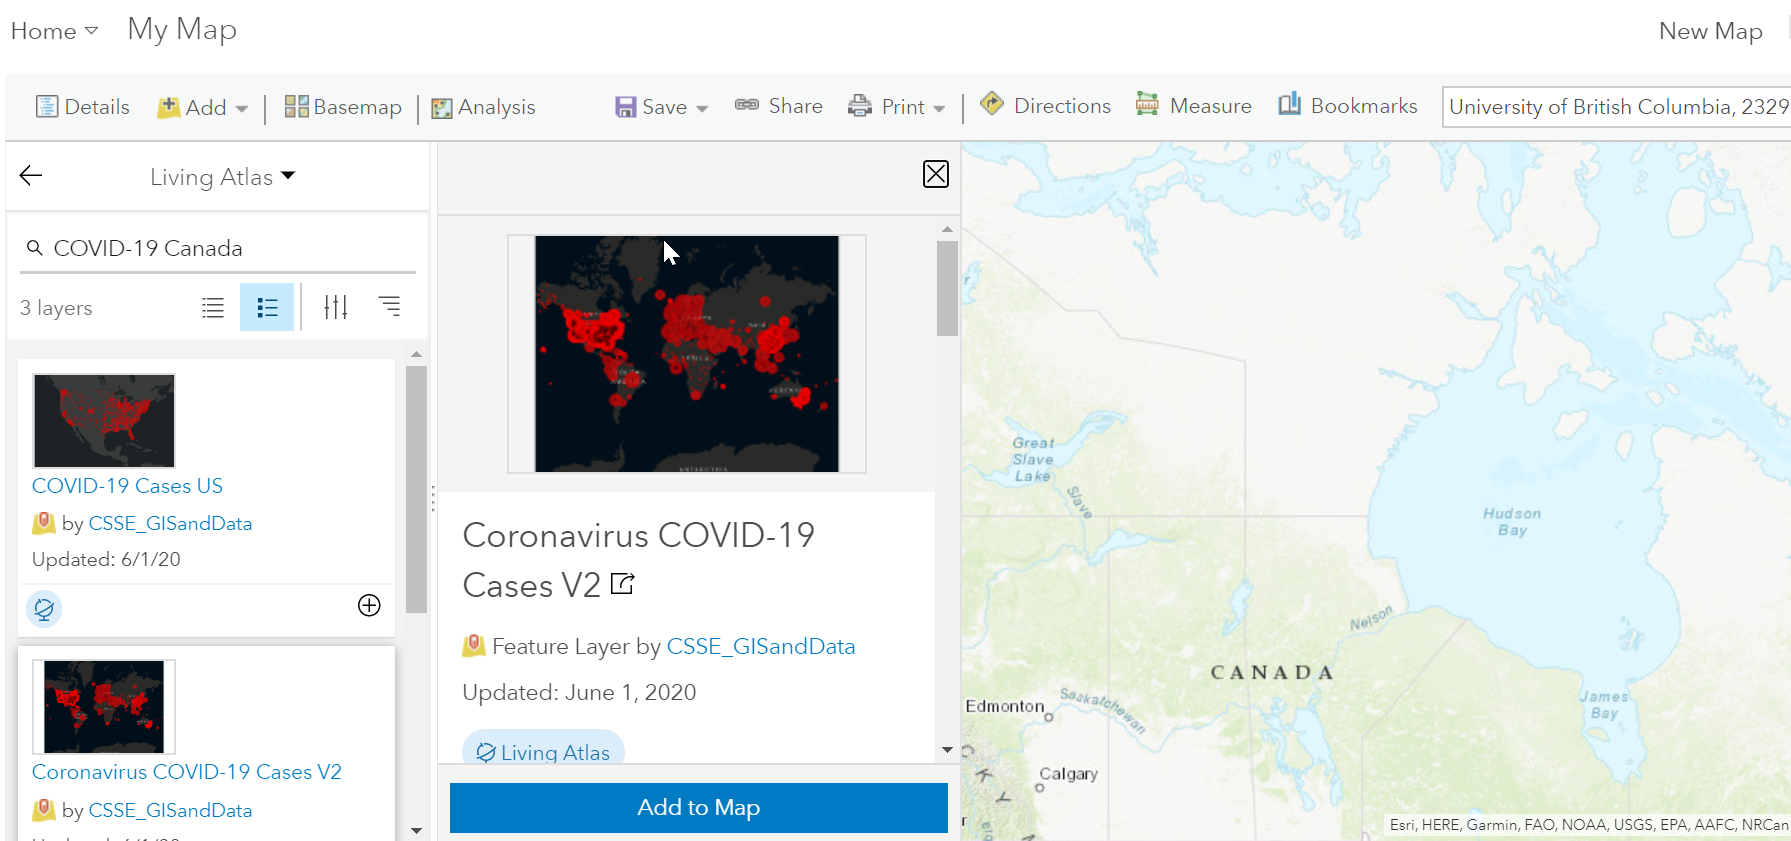 Home My Map New Map
Details Add Basemap Analysis Save Share Print Directions Measure Bookmarks University of British Columbia, 2329
Living Atlas
COVID-19 Canada
3 layers
COVID-19 Cases US
by CSSE_GISandData
Updated: 6/1/20
Coronavirus COVID-19 Cases V2
by CSSE_GISandData
Coronavirus COVID-19
Cases V2
Feature Layer by CSSE_GISandData
Updated: June 1, 2020
Living Atlas
Add to Map
Great
Slave
Lake
Slave
Hudson
Bay
Nelson
CANADA
Edmonton
Saskatchewan
James
Bay
Calgary
Esri, HERE, Garmin, FAO, NOAA, USGS, EPA, AAFC, NRCan